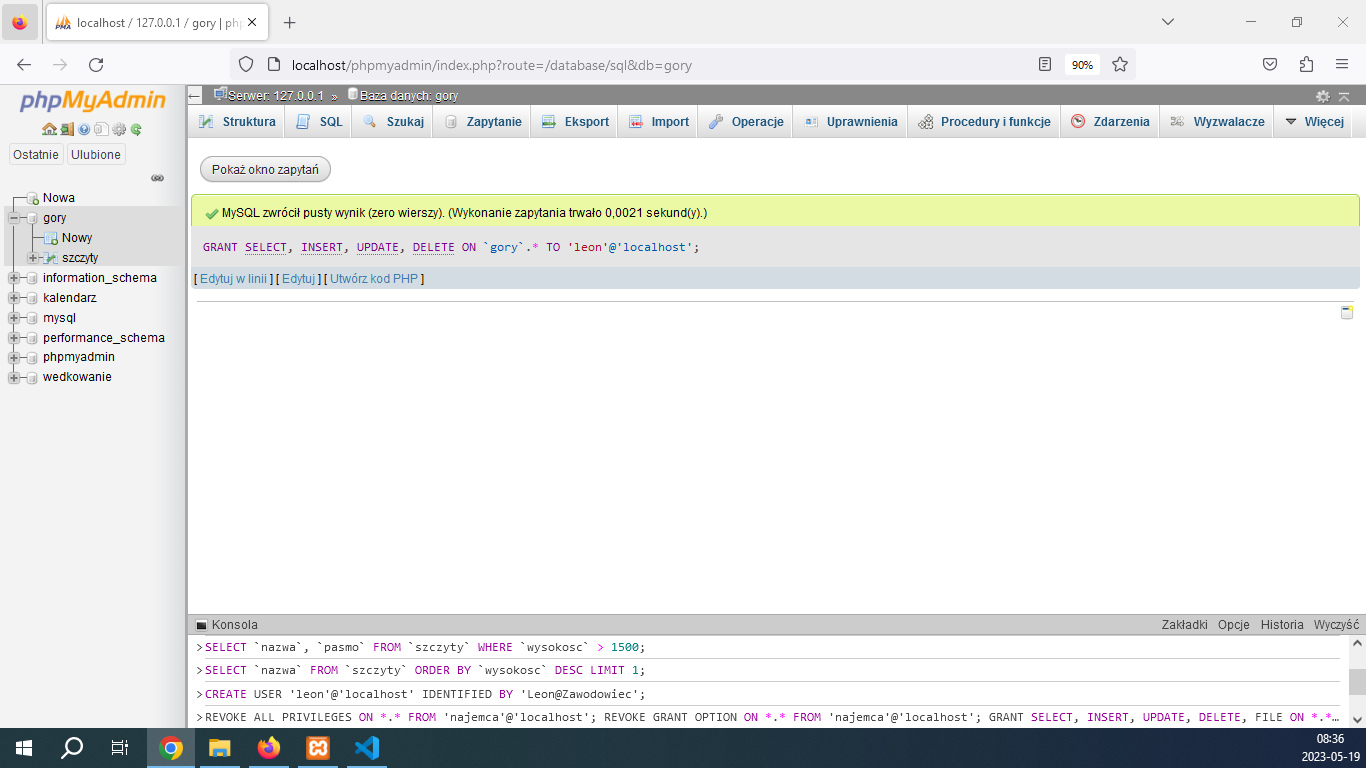 localhost / 127.0.0.1 / gory | php
localhost/phpmyadmin/index.php?route=/database/sql&db=gory
90%
phpMyAdmin
Ostatnie
Ulubione
Nowa
gory
Nowy
szczyty
information_schema
kalendarz
mysql
performance_schema
phpmyadmin
wedkowanie
Serwer: 127.0.0.1 » Baza danych: gory
Struktura SQL Szukaj Zapytanie Eksport Import Operacje Uprawnienia Procedury i funkcje Zdarzenia Wyzwalacze Więcej
Pokaż okno zapytań
MySQL zwrócił pusty wynik (zero wierszy). (Wykonanie zapytania trwało 0,0021 sekund(y).)
GRANT SELECT, INSERT, UPDATE, DELETE ON `gory`.* TO 'leon'@'localhost';
[ Edytuj w linii ] [ Edytuj ] [ Utwórz kod PHP ]
Konsola
Zakładki Opcje Historia Wyczyść
>SELECT `nazwa`, `pasmo` FROM `szczyty` WHERE `wysokosc` > 1500;
>SELECT `nazwa` FROM `szczyty` ORDER BY `wysokosc` DESC LIMIT 1;
>CREATE USER 'leon'@'localhost' IDENTIFIED BY 'Leon@Zawodowiec';
>REVOKE ALL PRIVILEGES ON *.* FROM 'najemca'@'localhost'; REVOKE GRANT OPTION ON *.* FROM 'najemca'@'localhost'; GRANT SELECT, INSERT, UPDATE, DELETE, FILE ON *.*…
08:36
2023-05-19